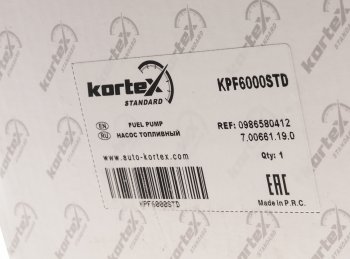 kortex
STANDARD
KPF6000STD
EN
FUEL PUMP
RU
НАСОС ТОПЛИВНЫЙ
REF: 0986580412
7.00661.19.0
www.auto-kortex.com
Qty: 1
KPF6000STD
EAC
Made in P.R.C.